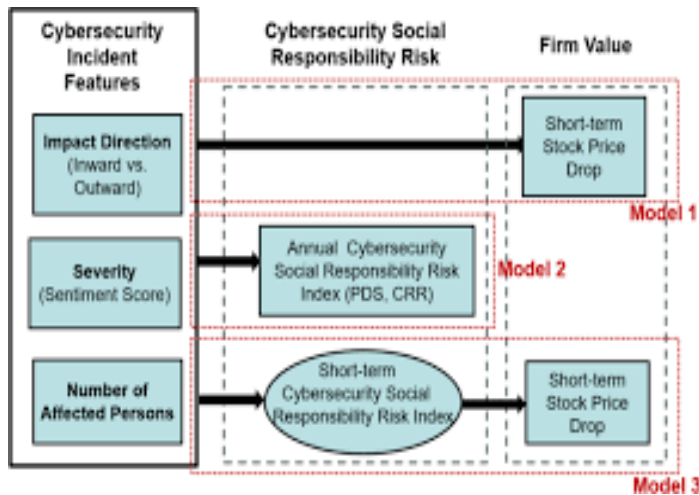 Cybersecurity
Incident
Features
Cybersecurity Social
Responsibility Risk
Firm Value
Impact Direction
(Inward vs.
Outward)
Short-term
Stock Price
Drop
Model 1
Severity
(Sentiment Score)
Annual Cybersecurity
Social Responsibility Risk
Index (PDS, CRR)
Model 2
Number of
Affected Persons
Short-term
Cybersecurity Social
Responsibility Risk Index
Short-term
Stock Price
Drop
Model 3